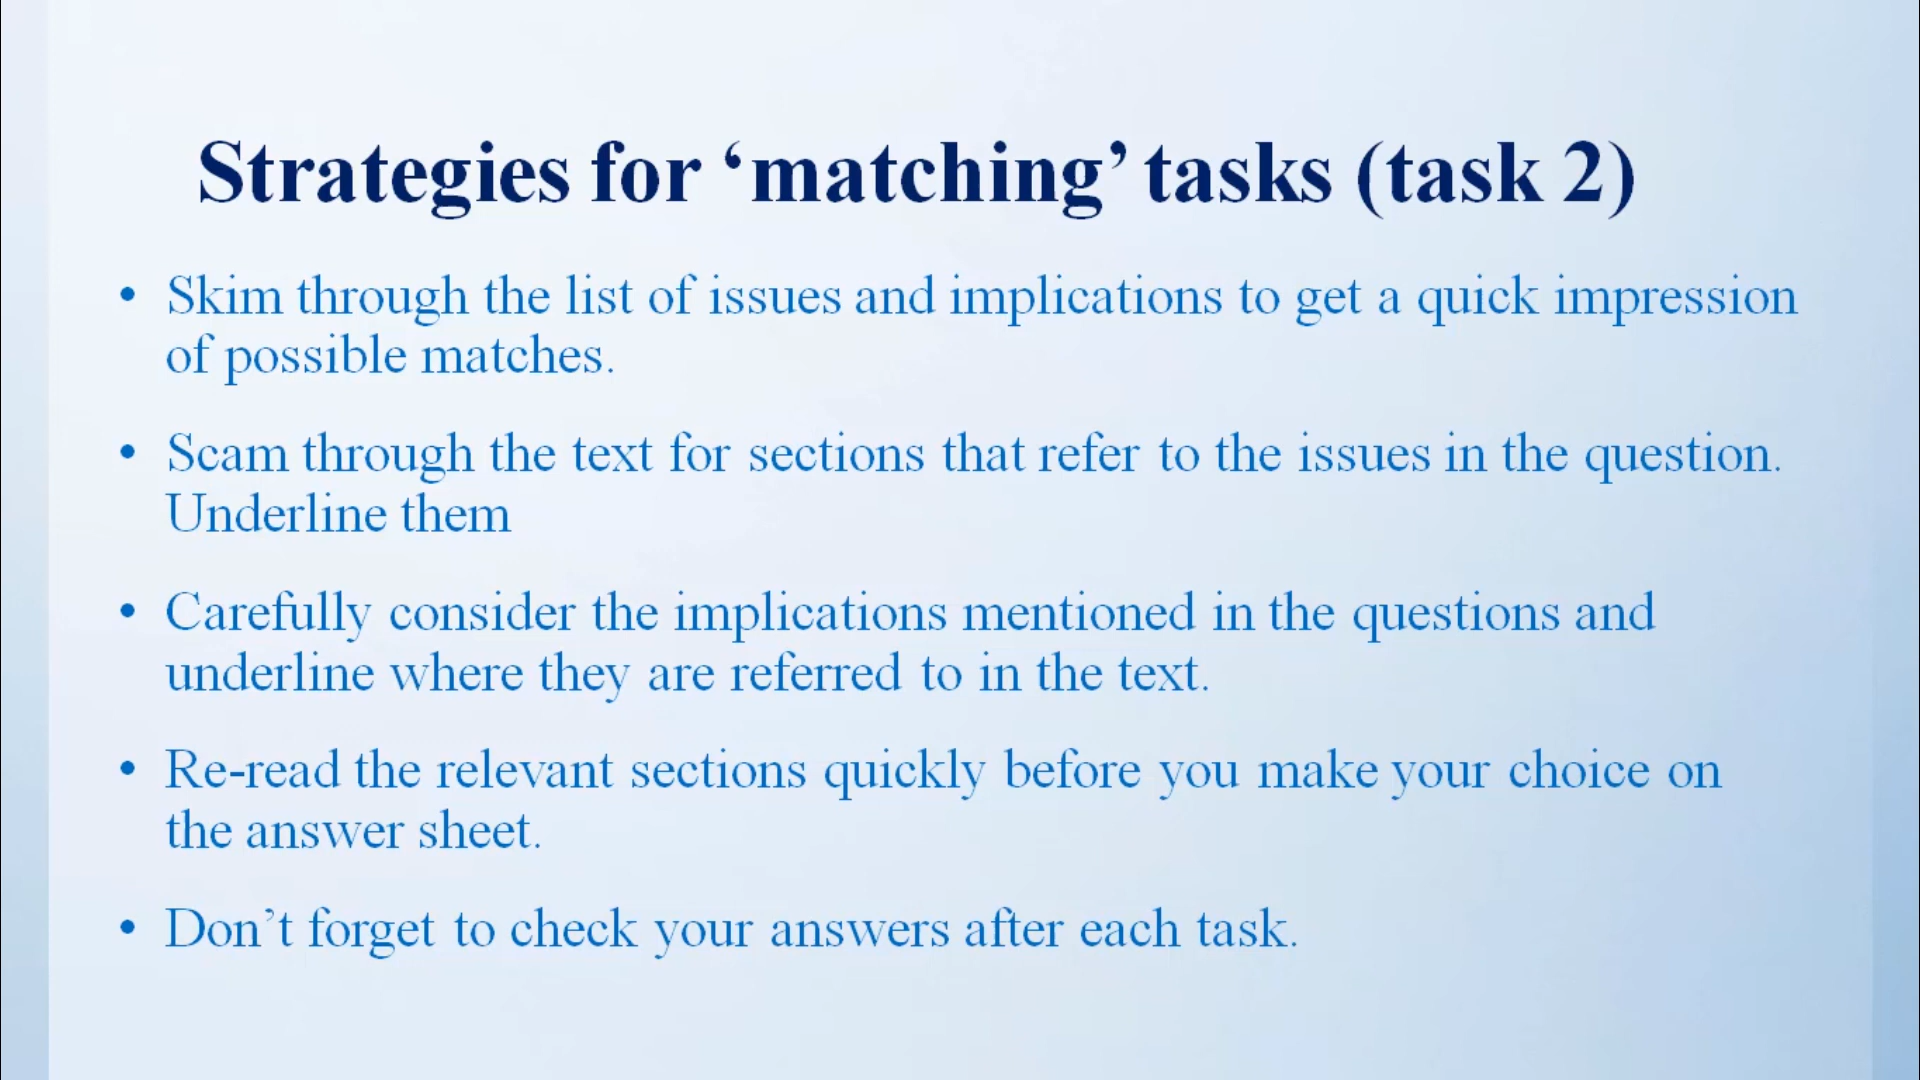 Strategies for ‘matching’ tasks (task 2)
• Skim through the list of issues and implications to get a quick impression
of possible matches.
• Scam through the text for sections that refer to the issues in the question.
Underline them
• Carefully consider the implications mentioned in the questions and
underline where they are referred to in the text.
• Re-read the relevant sections quickly before you make your choice on
the answer sheet.
• Don’t forget to check your answers after each task.